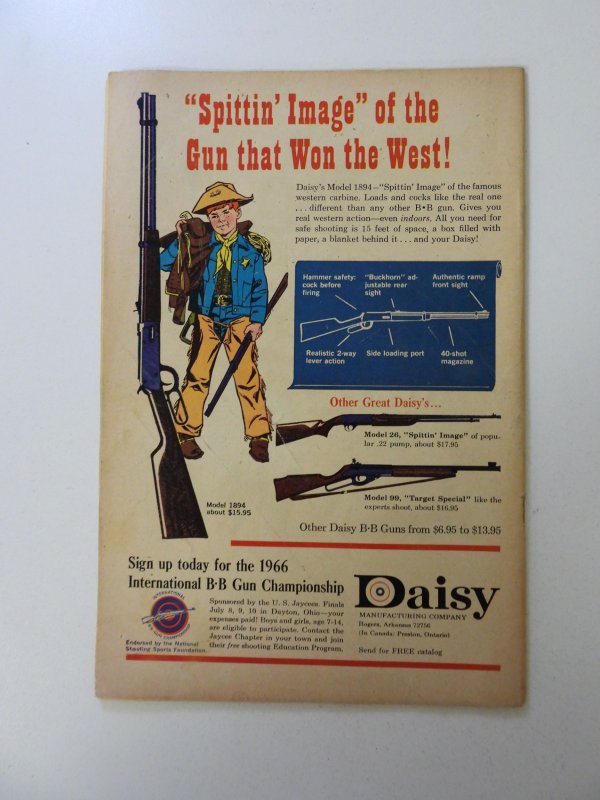 "Spittin' Image" of the
Gun that Won the West!
Daisy's Model 1894–"Spittin' Image" of the famous
western carbine. Loads and cocks like the real one
...different than any other B•B gun. Gives you
real western action—even indoors. All you need for
safe shooting is 15 feet of space, a box filled with
paper, a blanket behind it...and your Daisy!
Hammer safety:
cock before
firing
"Buckhorn" ad-
justable rear
sight
Authentic ramp
front sight
Realistic 2-way
lever action
Side loading port
40-shot
magazine
Other Great Daisy's...
Model 26, "Spittin' Image" of popu-
lar .22 pump, about $17.95
Model 99, "Target Special" like the
experts shoot, about $16.95
Model 1894
about $15.95
Other Daisy B·B Guns from $6.95 to $13.95
Sign up today for the 1966
International B·B Gun Championship
INTERNATIONAL
Endorsed by the National
Shooting Sports Foundation.
Sponsored by the U. S. Jaycees. Finals
July 8, 9, 10 in Dayton, Ohio—your
expenses paid! Boys and girls, age 7-14,
are eligible to participate. Contact the
Jaycee Chapter in your town and join
their free shooting Education Program.
Daisy
MANUFACTURING COMPANY
Rogers, Arkansas 72756
(In Canada: Preston, Ontario)
Send for FREE catalog